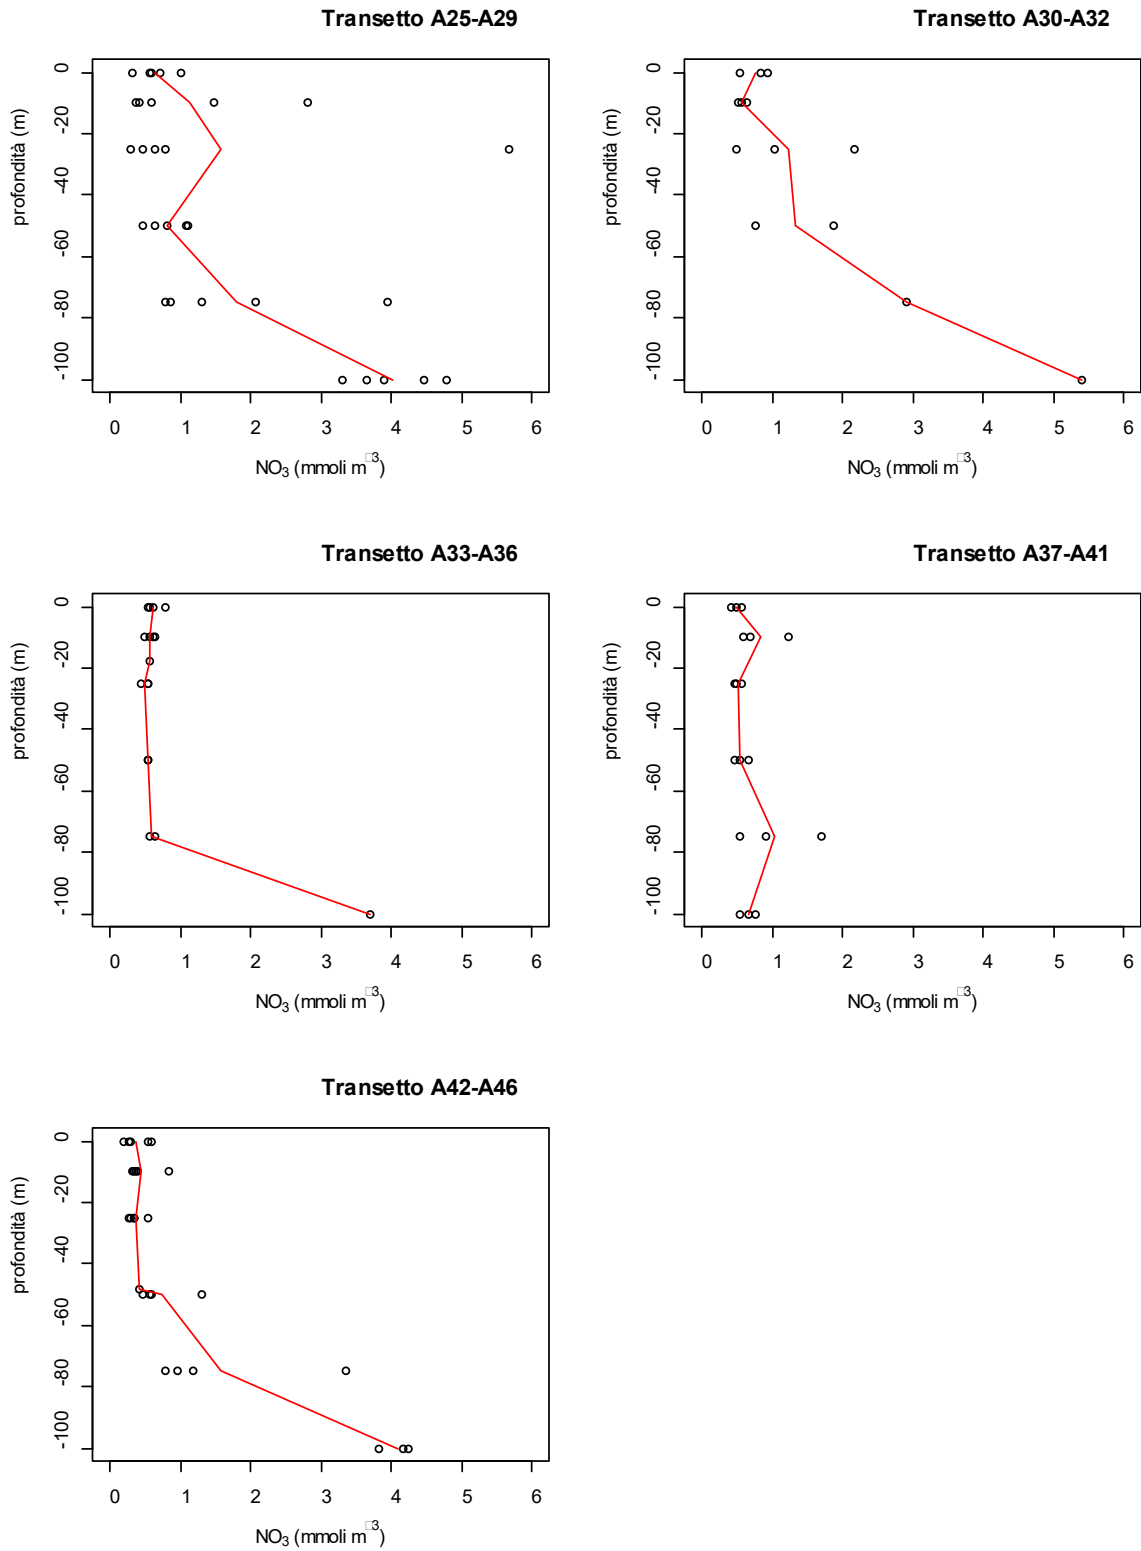 Transetto A25-A29
0
-20
-40
-60
-80
-100
profondità (m)
0 1 2 3 4 5 6
NO3 (mmoli m□3)
Transetto A30-A32
0
-20
-40
-60
-80
-100
profondità (m)
0 1 2 3 4 5 6
NO3 (mmoli m□3)
Transetto A33-A36
0
-20
-40
-60
-80
-100
profondità (m)
0 1 2 3 4 5 6
NO3 (mmoli m□3)
Transetto A37-A41
0
-20
-40
-60
-80
-100
profondità (m)
0 1 2 3 4 5 6
NO3 (mmoli m□3)
Transetto A42-A46
0
-20
-40
-60
-80
-100
profondità (m)
0 1 2 3 4 5 6
NO3 (mmoli m□3)